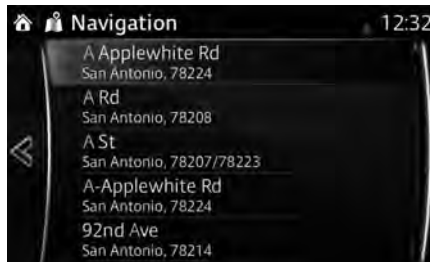 Navigation
12:32
A Applewhite Rd
San Antonio, 78224
A Rd
San Antonio, 78208
A St
San Antonio, 78207/78223
A-Applewhite Rd
San Antonio, 78224
92nd Ave
San Antonio, 78214